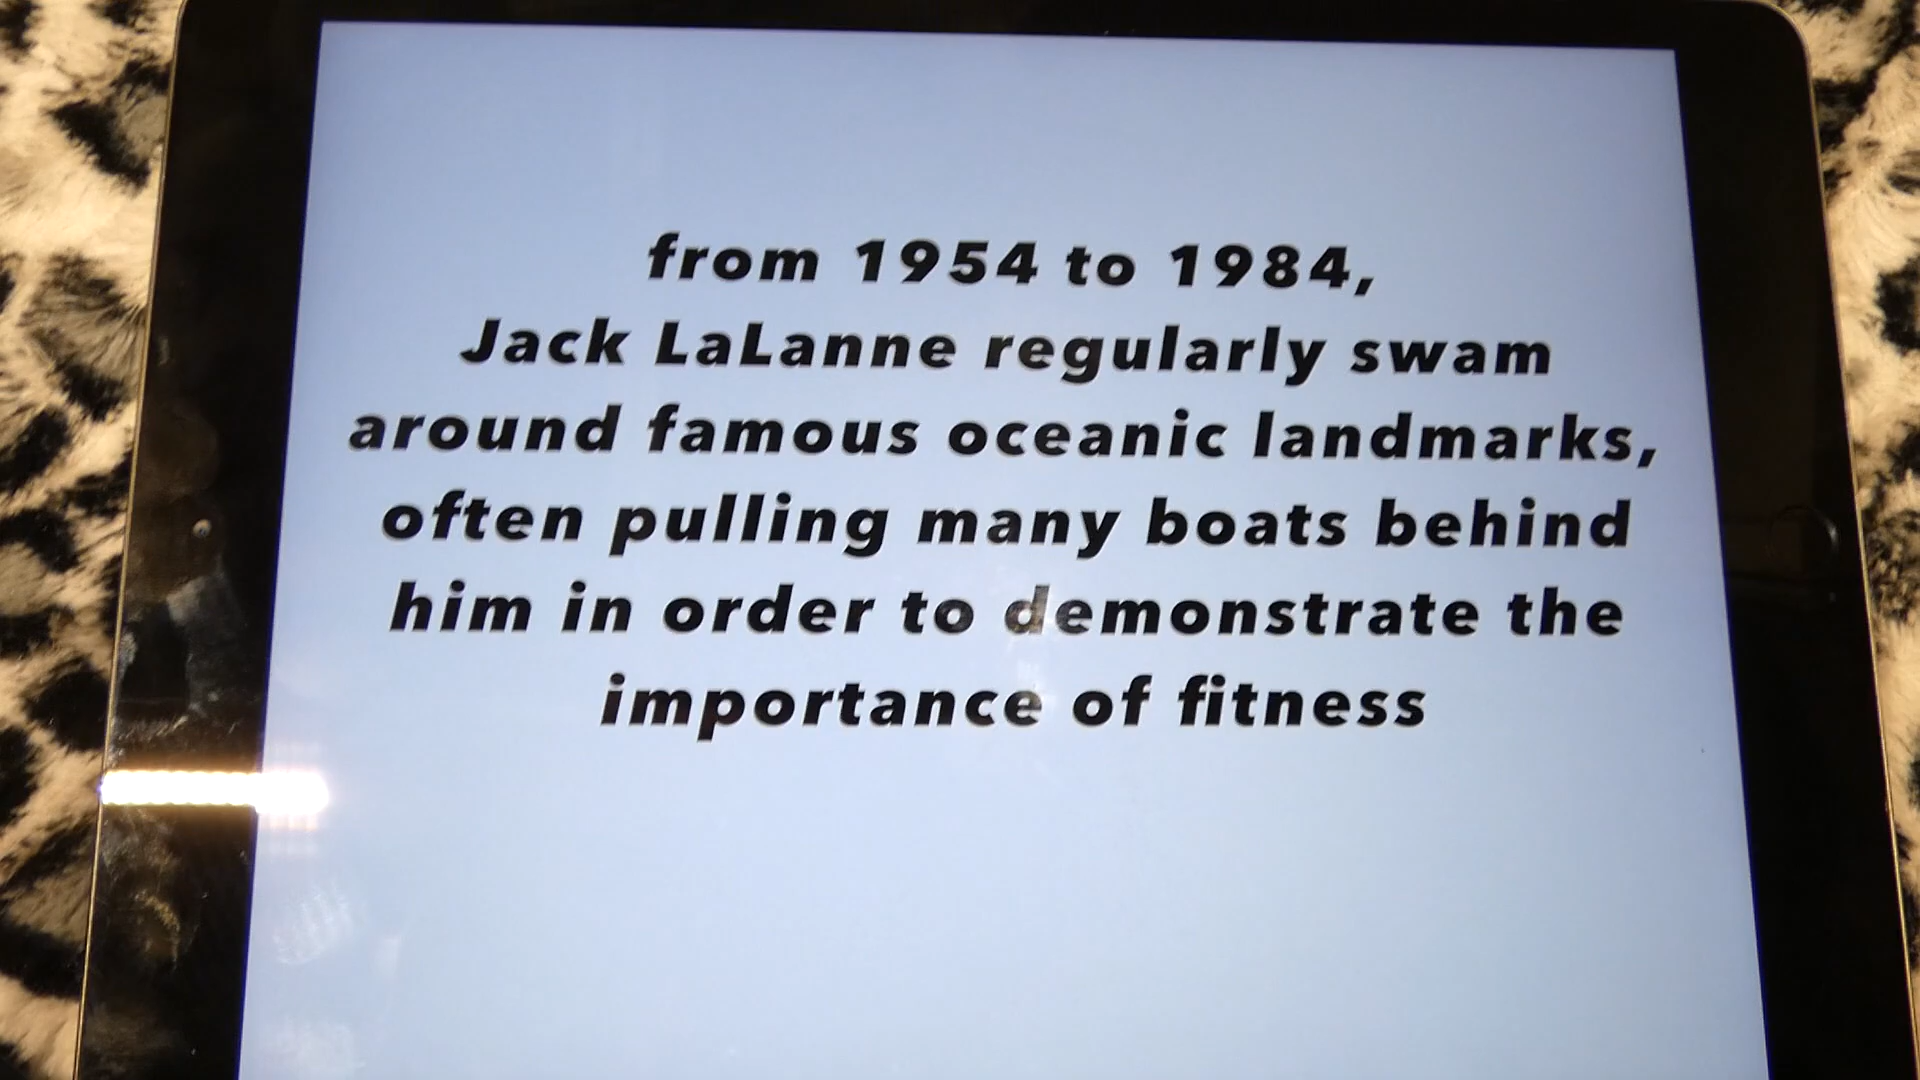 from 1954 to 1984,
Jack LaLanne regularly swam
around famous oceanic landmarks,
often pulling many boats behind
him in order to demonstrate the
importance of fitness